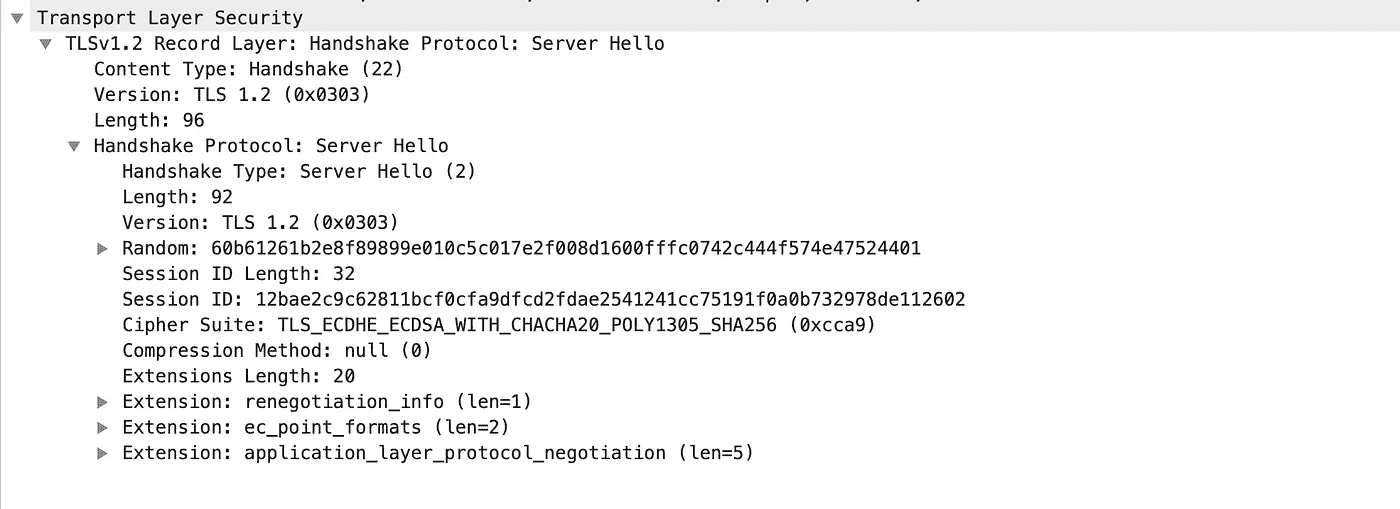 Transport Layer Security
TLSv1.2 Record Layer: Handshake Protocol: Server Hello
Content Type: Handshake (22)
Version: TLS 1.2 (0x0303)
Length: 96
Handshake Protocol: Server Hello
Handshake Type: Server Hello (2)
Length: 92
Version: TLS 1.2 (0x0303)
Random: 60b61261b2e8f89899e010c5c017e2f008d1600fffc0742c444f574e47524401
Session ID Length: 32
Session ID: 12bae2c9c62811bcf0cfa9dfcd2fdae2541241cc75191f0a0b732978de112602
Cipher Suite: TLS_ECDHE_ECDSA_WITH_CHACHA20_POLY1305_SHA256 (0xcca9)
Compression Method: null (0)
Extensions Length: 20
Extension: renegotiation_info (len=1)
Extension: ec_point_formats (len=2)
Extension: application_layer_protocol_negotiation (len=5)